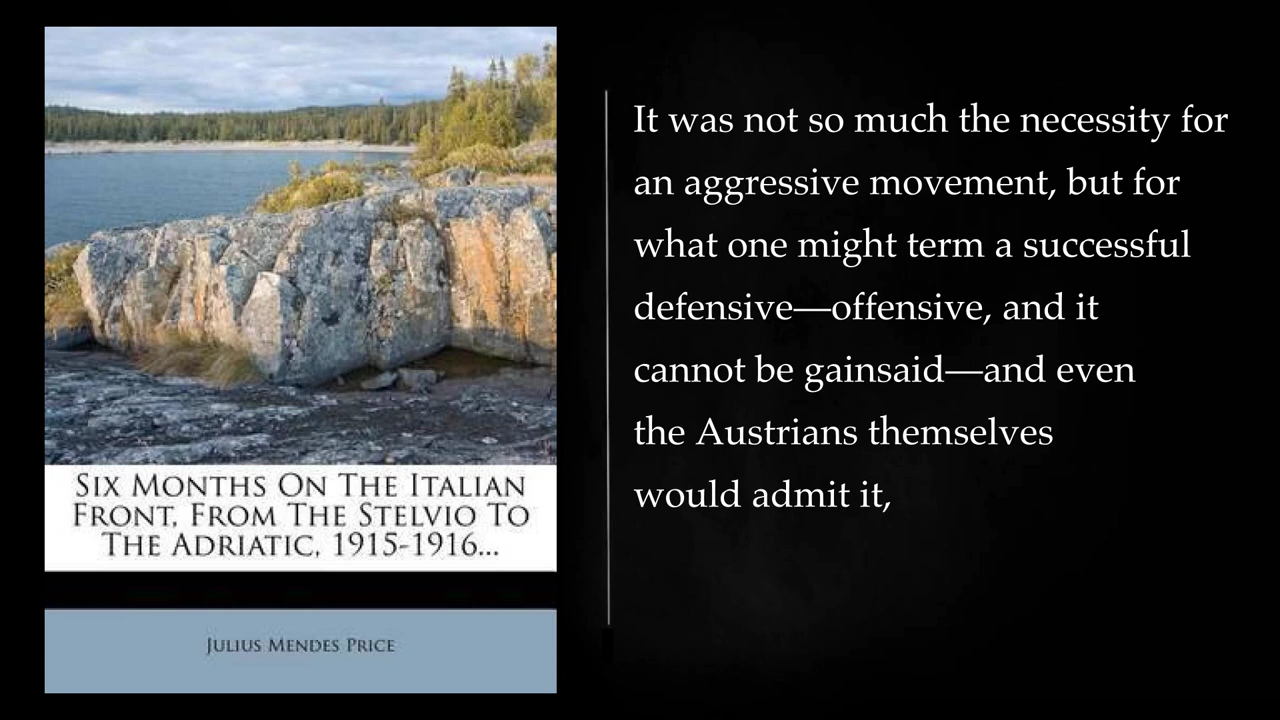 It was not so much the necessity for
an aggressive movement, but for
what one might term a successful
defensive—offensive, and it
cannot be gainsaid—and even
the Austrians themselves
would admit it,
Six Months On The Italian
Front, From The Stelvio To
The Adriatic, 1915-1916...
Julius Mendes Price